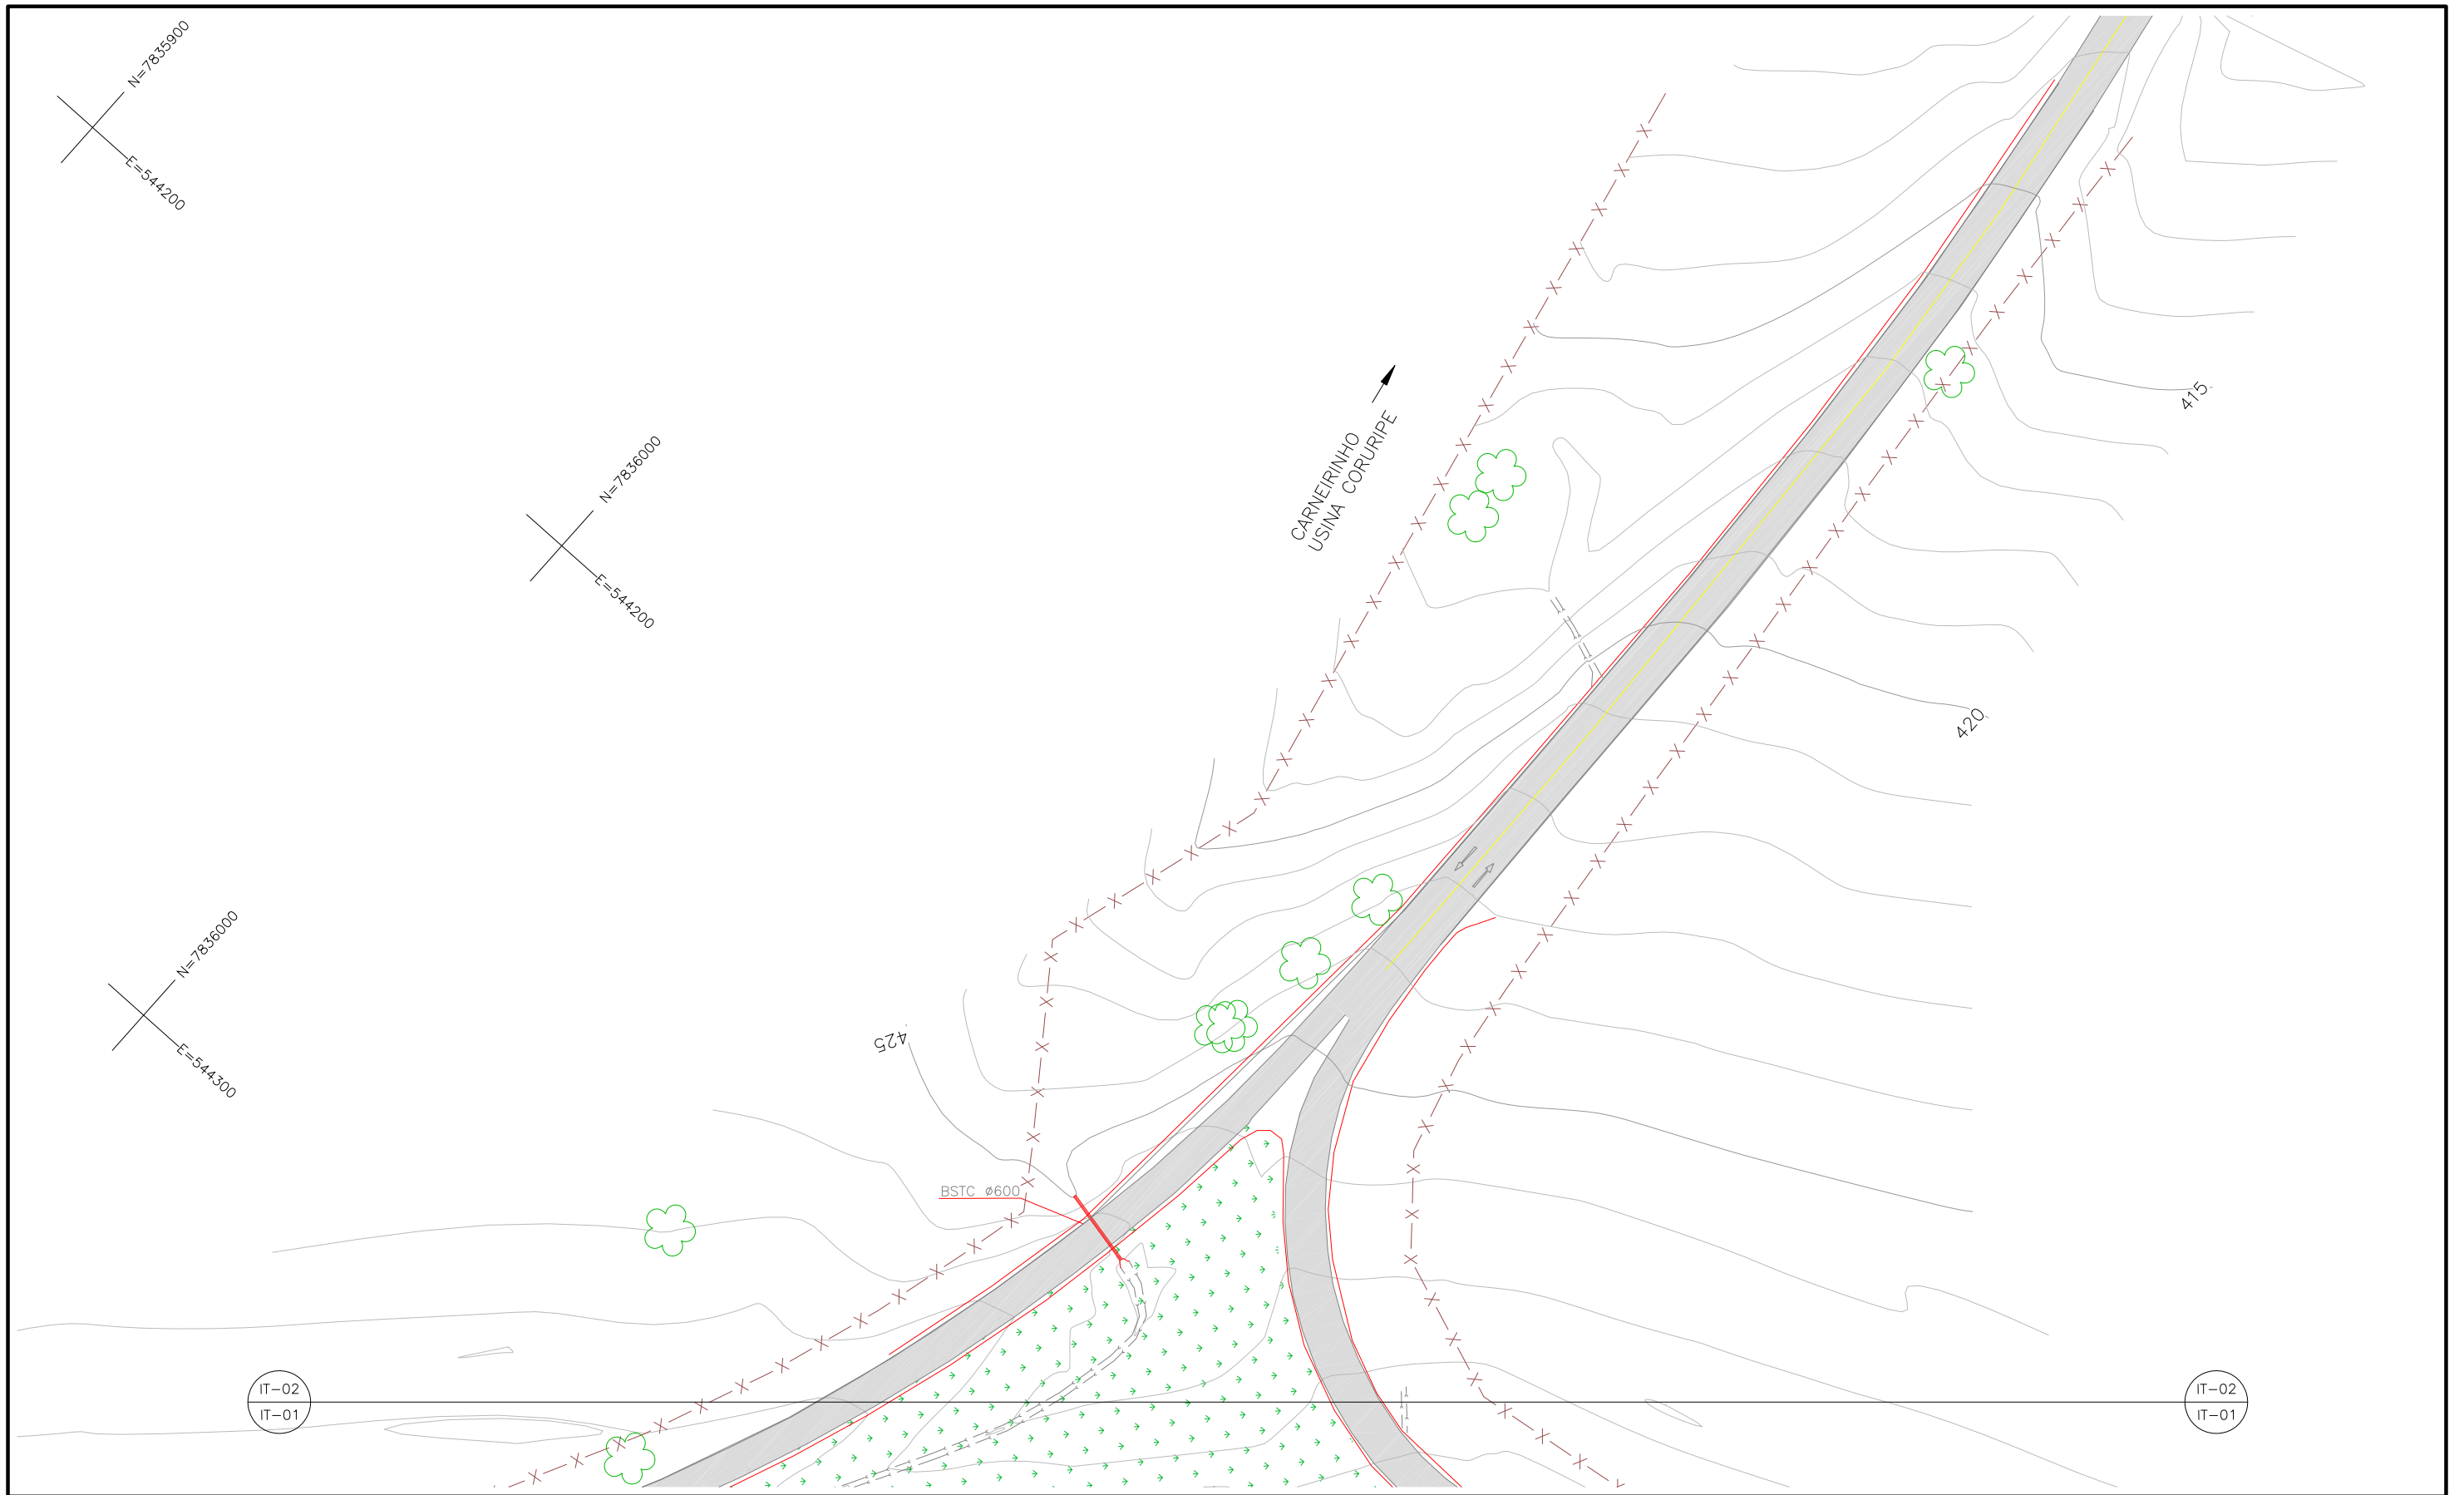 N=7835900
E=544200
415
CARNEIRINHO
USINA CORURIPE
N=7836000
E=544200
420
N=7836000
E=544300
425
BSTC ø600
IT-02
IT-01
IT-02
IT-01